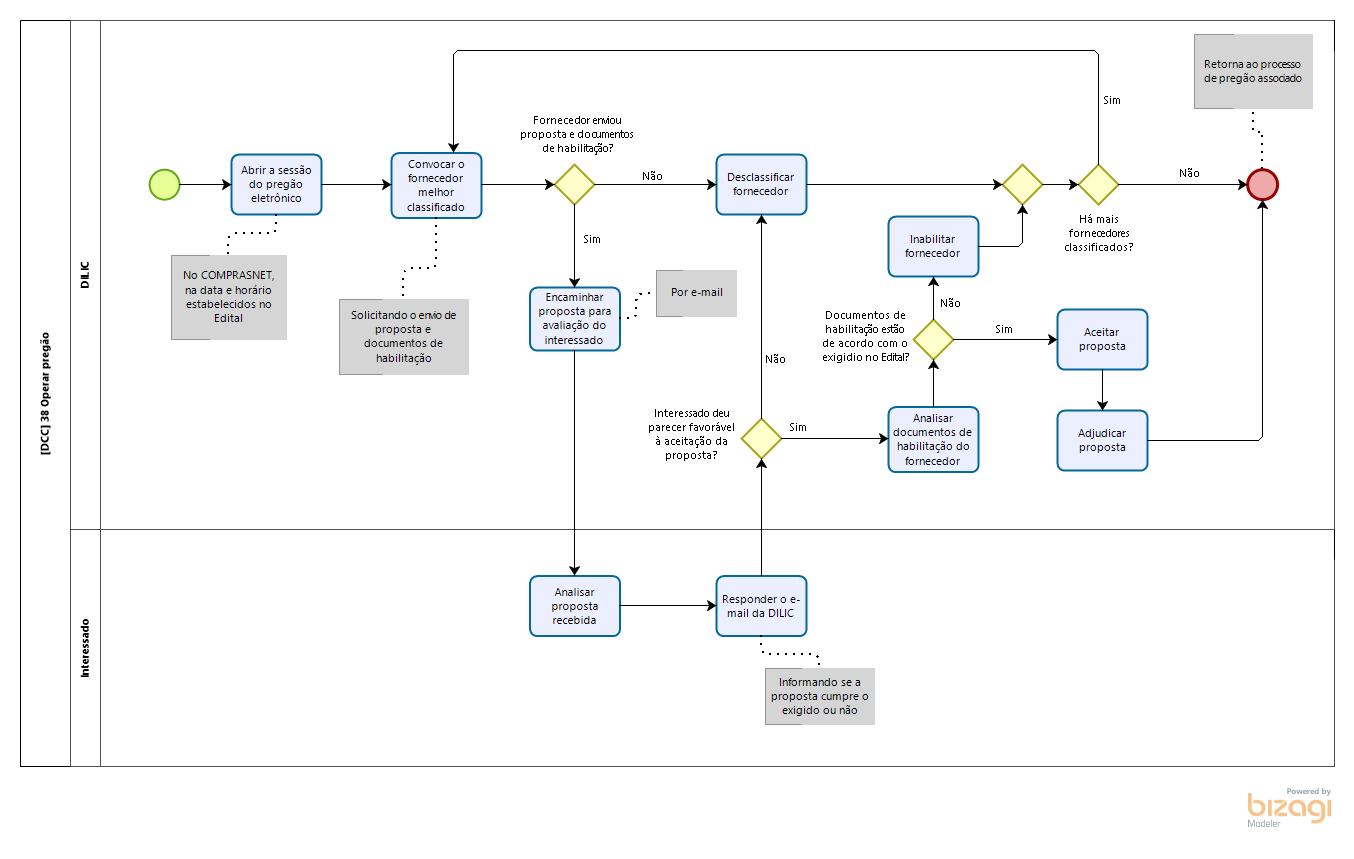 [DCC] 38 Operar pregão
DILIC
Interessado
Retorna ao processo
de pregão associado
Sim
Fornecedor enviou
proposta e documentos
de habilitação?
Abrir a sessão
do pregão
eletrônico
Convocar o
fornecedor
melhor
classificado
Não
Desclassificar
fornecedor
Não
Há mais
fornecedores
classificados?
Sim
Inabilitar
fornecedor
No COMPRASNET,
na data e horário
estabelecidos no
Edital
Solicitando o envio de
proposta e
documentos de
habilitação
Encaminhar
proposta para
avaliação do
interessado
Por e-mail
Não
Documentos de
habilitação estão
de acordo com o
exigidio no Edital?
Sim
Aceitar
proposta
Não
Interessado deu
parecer favorável
à aceitação da
proposta?
Sim
Analisar
documentos de
habilitação do
fornecedor
Adjudicar
proposta
Analisar
proposta
recebida
Responder o e-
mail da DILIC
Informando se a
proposta cumpre o
exigido ou não
Powered by
bizagi
Modeler